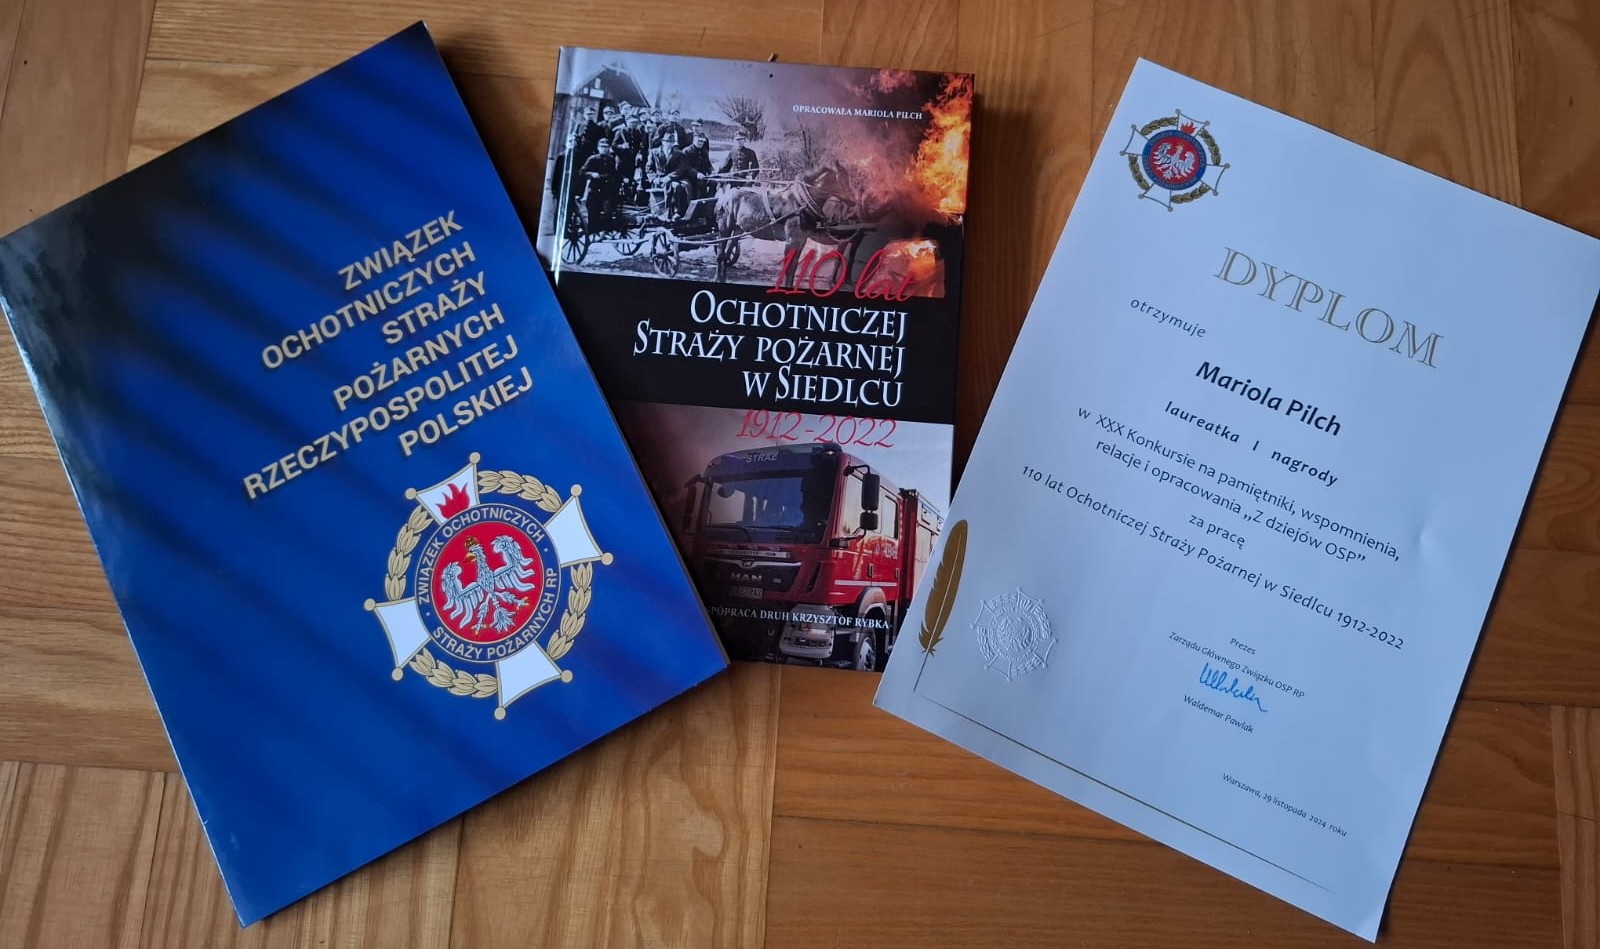 ZWIĄZEK
OCHOTNICZYCH
STRAŻY
POŻARNYCH
RZECZYPOSPOLITEJ
POLSKIEJ
ZWIĄZEK OCHOTNICZYCH
STRAŻY POŻARNYCH RP
OPRACOWAŁA MARIOLA PILCH
110 lat
OCHOTNICZEJ
STRAŻY POŻARNEJ
W SIEDLCU
1912-2022
STRAŻ
MAN
WSPÓŁPRACA DRUH KRZYSZTOF RYBKA
DYPLOM
otrzymuje
Mariola Pilch
laureatka I nagrody
w XXX Konkursie na pamiętniki, wspomnienia,
relacje i opracowania „Z dziejów OSP”
za pracę
110 lat Ochotniczej Straży Pożarnej w Siedlcu 1912-2022
Prezes
Zarządu Głównego Związku OSP RP
Waldemar Pawlak
Warszawa, 29 listopada 2024 roku